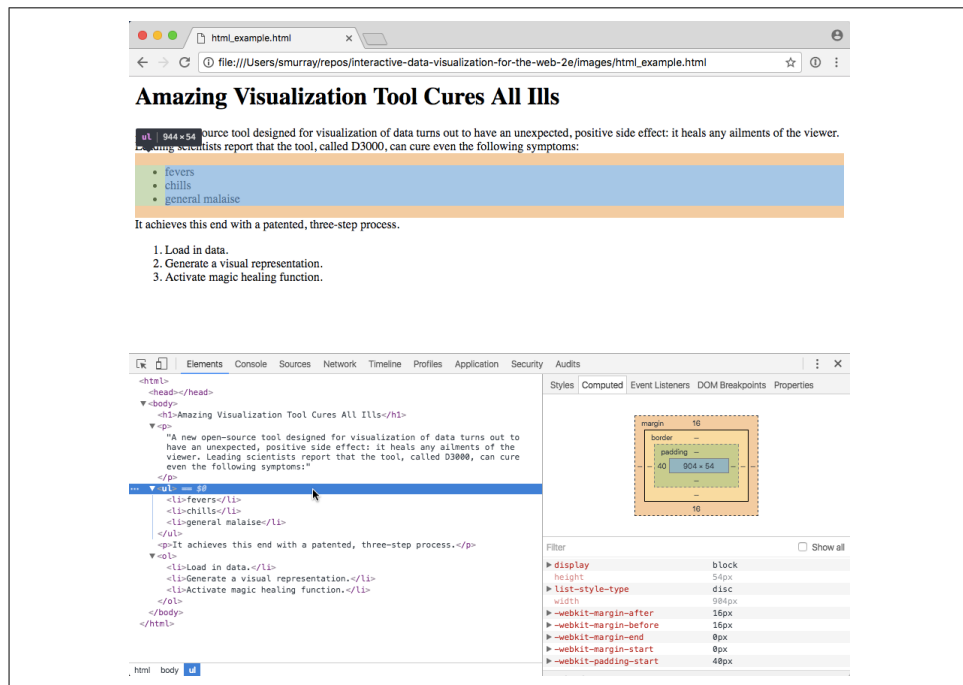 html_example.html
file:///Users/smurray/repos/interactive-data-visualization-for-the-web-2e/images/html_example.html
Amazing Visualization Tool Cures All Ills
ul 944 × 54
source tool designed for visualization of data turns out to have an unexpected, positive side effect: it heals any ailments of the viewer.
Leading scientists report that the tool, called D3000, can cure even the following symptoms:
• fevers
• chills
• general malaise
It achieves this end with a patented, three-step process.
1. Load in data.
2. Generate a visual representation.
3. Activate magic healing function.
Elements Console Sources Network Timeline Profiles Application Security Audits
<html>
<head></head>
▼<body>
<h1>Amazing Visualization Tool Cures All Ills</h1>
▼<p>
"A new open-source tool designed for visualization of data turns out to
have an unexpected, positive side effect: it heals any ailments of the
viewer. Leading scientists report that the tool, called D3000, can cure
even the following symptoms:"
</p>
… ▼<ul> == $0
<li>fevers</li>
<li>chills</li>
<li>general malaise</li>
</ul>
<p>It achieves this end with a patented, three-step process.</p>
▼<ol>
<li>Load in data.</li>
<li>Generate a visual representation.</li>
<li>Activate magic healing function.</li>
</ol>
</body>
</html>
html body ul
Styles Computed Event Listeners DOM Breakpoints Properties
margin 16
border –
padding –
– – 40 904 × 54 – – –
–
–
16
Filter Show all
▶ display block
height 54px
▶ list-style-type disc
width 904px
▶ -webkit-margin-after 16px
▶ -webkit-margin-before 16px
▶ -webkit-margin-end 0px
▶ -webkit-margin-start 0px
▶ -webkit-padding-start 40px